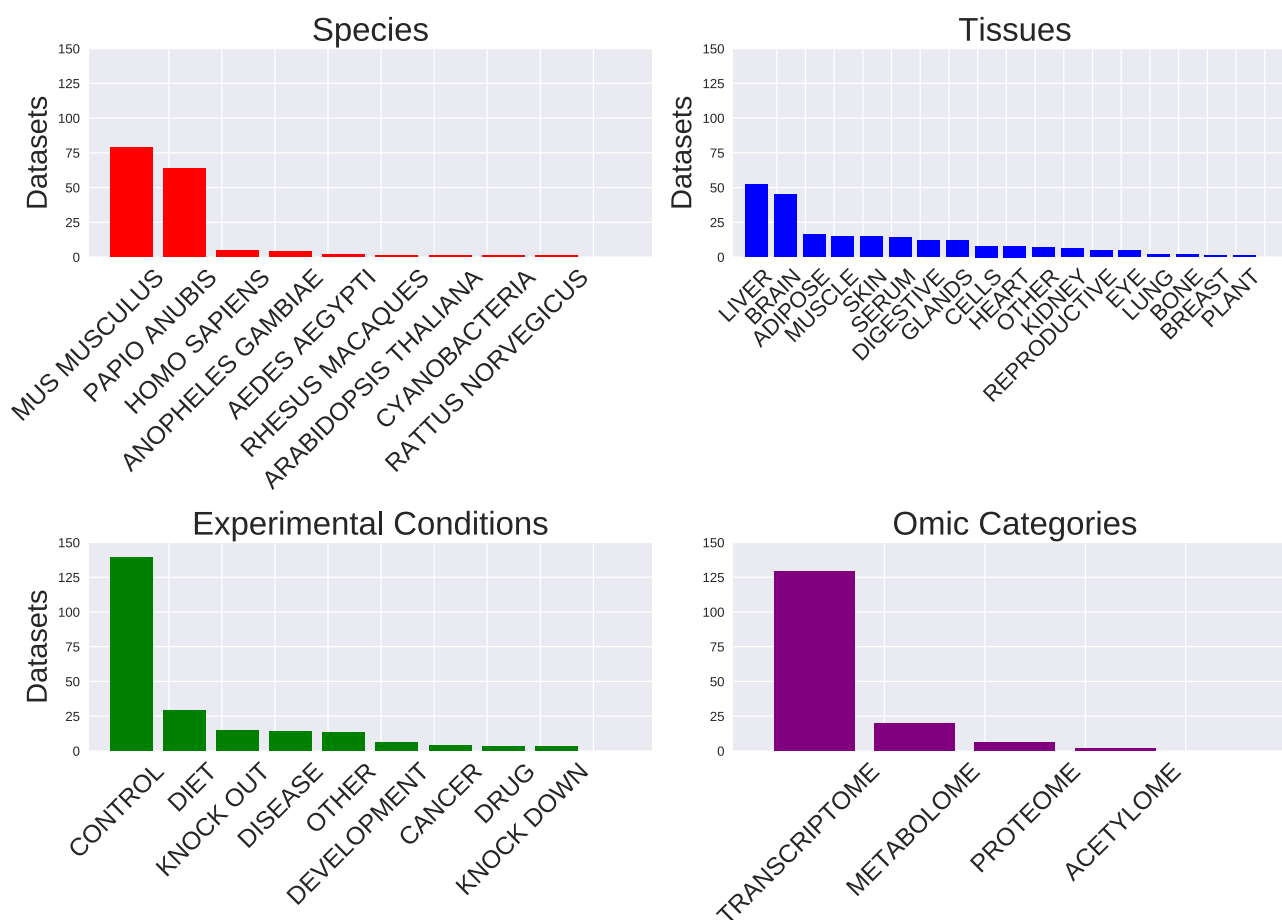 Species
150
125
100
75
50
25
0
Datasets
MUS MUSCULUS
PAPIO ANUBIS
HOMO SAPIENS
ANOPHELES GAMBIAE
AEDES AEGYPTI
RHESUS MACAQUES
ARABIDOPSIS THALIANA
CYANOBACTERIA
RATTUS NORVEGICUS
Tissues
150
125
100
75
50
25
0
Datasets
LIVER
BRAIN
ADIPOSE
MUSCLE
SKIN
SERUM
DIGESTIVE
GLANDS
CELLS
HEART
OTHER
KIDNEY
REPRODUCTIVE
EYE
LUNG
BONE
BREAST
PLANT
Experimental Conditions
150
125
100
75
50
25
0
Datasets
CONTROL
DIET
KNOCK OUT
DISEASE
OTHER
DEVELOPMENT
CANCER
DRUG
KNOCK DOWN
Omic Categories
150
125
100
75
50
25
0
TRANSCRIPTOME
METABOLOME
PROTEOME
ACETYLOME